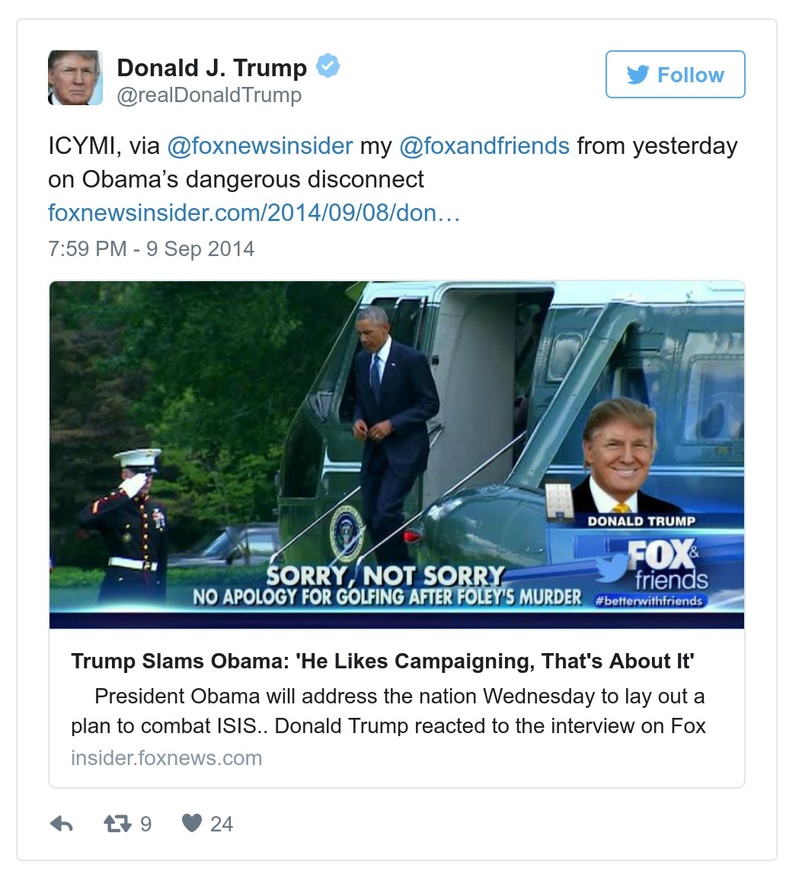 Donald J. Trump
@realDonaldTrump
Follow
ICYMI, via @foxnewsinsider my @foxandfriends from yesterday
on Obama’s dangerous disconnect
foxnewsinsider.com/2014/09/08/don…
7:59 PM - 9 Sep 2014
DONALD TRUMP
FOX&
friends
SORRY, NOT SORRY
NO APOLOGY FOR GOLFING AFTER FOLEY'S MURDER
#betterwithfriends
Trump Slams Obama: 'He Likes Campaigning, That's About It'
President Obama will address the nation Wednesday to lay out a
plan to combat ISIS.. Donald Trump reacted to the interview on Fox
insider.foxnews.com
9
24